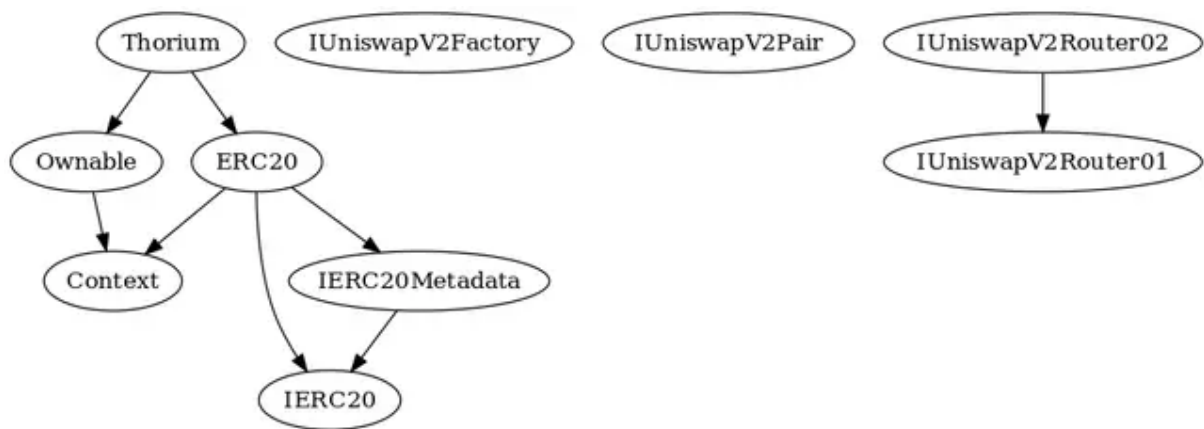 Thorium IUniswapV2Factory IUniswapV2Pair IUniswapV2Router02
Ownable ERC20 IUniswapV2Router01
Context IERC20Metadata
IERC20